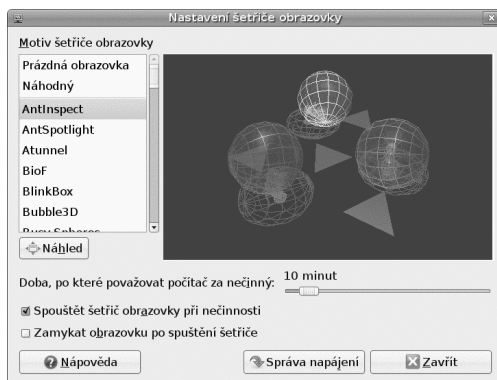 Nastavení šetřiče obrazovky
Motiv šetřiče obrazovky
Prázdná obrazovka
Náhodný
AntInspect
AntSpotlight
Atunnel
BioF
BlinkBox
Bubble3D
Busy Spheres
Náhled
Doba, po které považovat počítač za nečinný: 10 minut
Spouštět šetřič obrazovky při nečinnosti
Zamykat obrazovku po spuštění šetřiče
Nápověda Správa napájení Zavřít